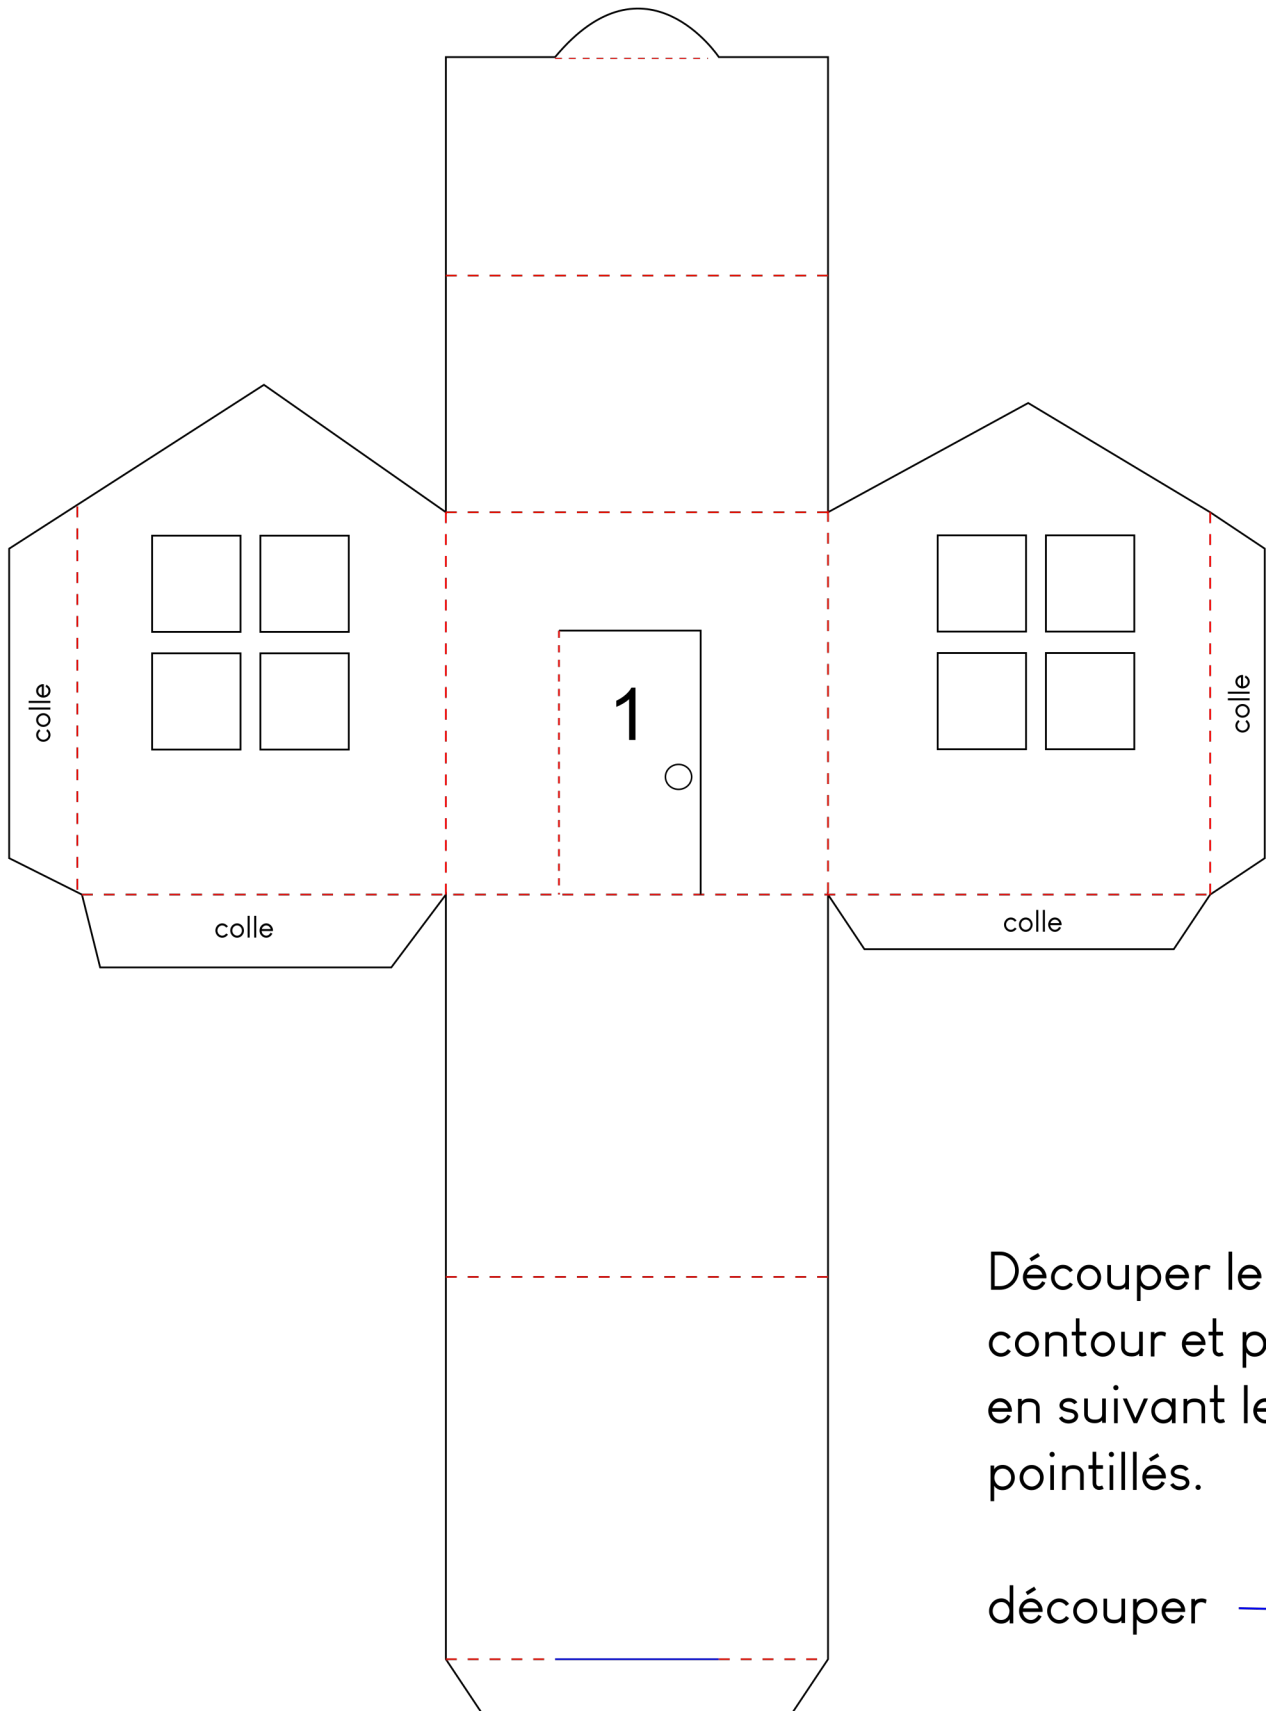 colle
1
colle
colle
colle
Découper le
contour et p
en suivant le
pointillés.
découper